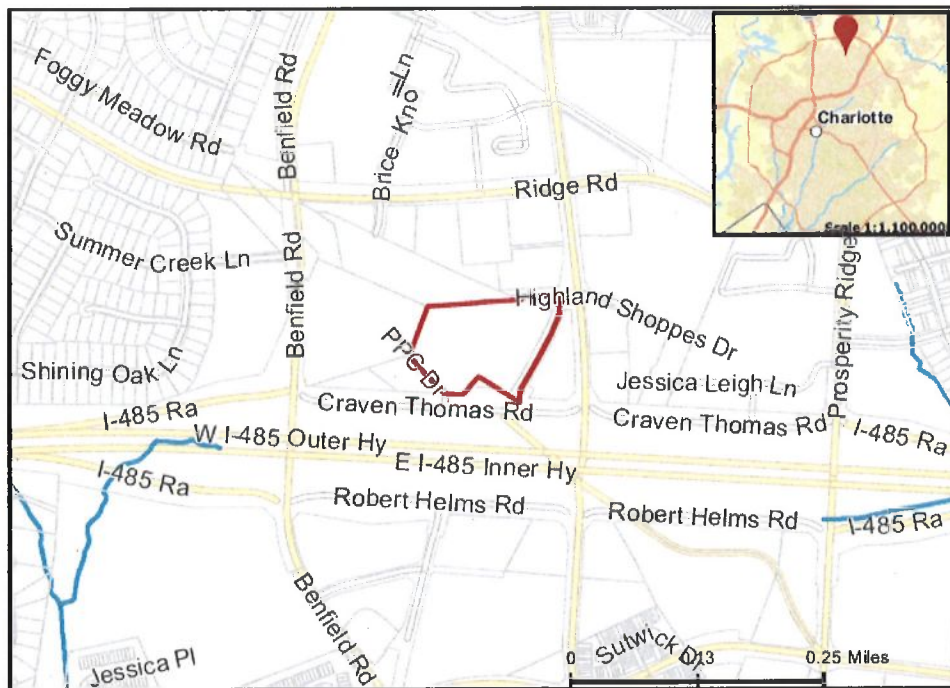 Foggy Meadow Rd
Benfield Rd
Brice Kno Ln
Ridge Rd
Charlotte
Scale 1:1,100,000
Summer Creek Ln
Benfield Rd
Prosperity Ridge
Highland Shoppes Dr
PPG Dr
Shining Oak Ln
Jessica Leigh Ln
Craven Thomas Rd
Craven Thomas Rd
I-485 Ra
I-485 Ra
W I-485 Outer Hy
E I-485 Inner Hy
I-485 Ra
Robert Helms Rd
Robert Helms Rd
I-485 Ra
Benfield Rd
Sutwick Dr
Jessica Pl
0 0.13 0.25 Miles